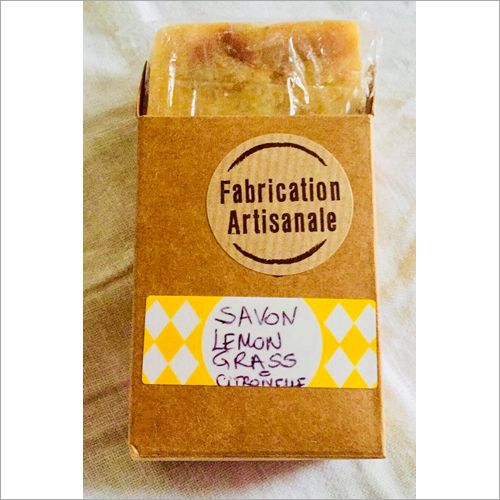 Fabrication
Artisanale
SAVON
LEMON
GRASS
=
CITRONELLE